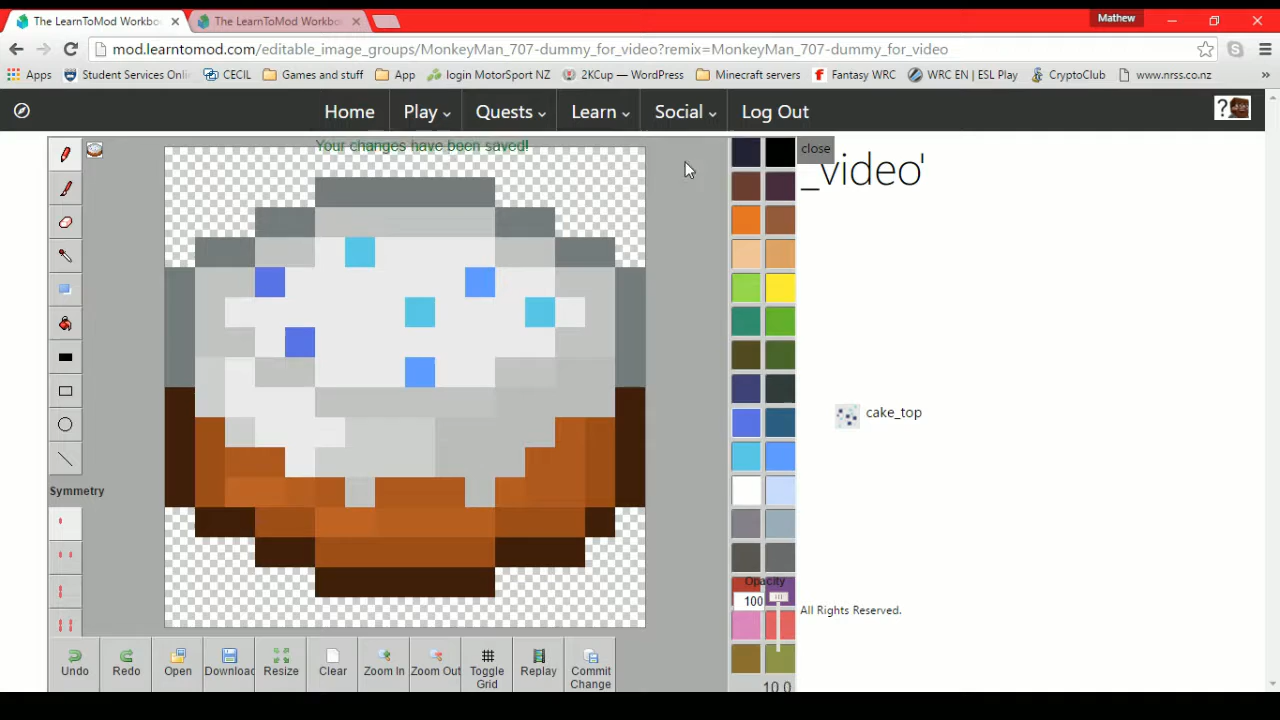 The LearnToMod Workbo
The LearnToMod Workbo
Mathew
mod.learntomod.com/editable_image_groups/MonkeyMan_707-dummy_for_video?remix=MonkeyMan_707-dummy_for_video
Apps
Student Services Onli
CECIL
Games and stuff
App
login MotorSport NZ
2KCup — WordPress
Minecraft servers
Fantasy WRC
WRC EN | ESL Play
CryptoClub
www.nrss.co.nz
»
Home
Play
Quests
Learn
Social
Log Out
?
Your changes have been saved!
close
_video'
cake_top
Symmetry
Opacity
100
All Rights Reserved.
Undo
Redo
Open
Download
Resize
Clear
Zoom In
Zoom Out
Toggle
Grid
Replay
Commit
Change
10.0